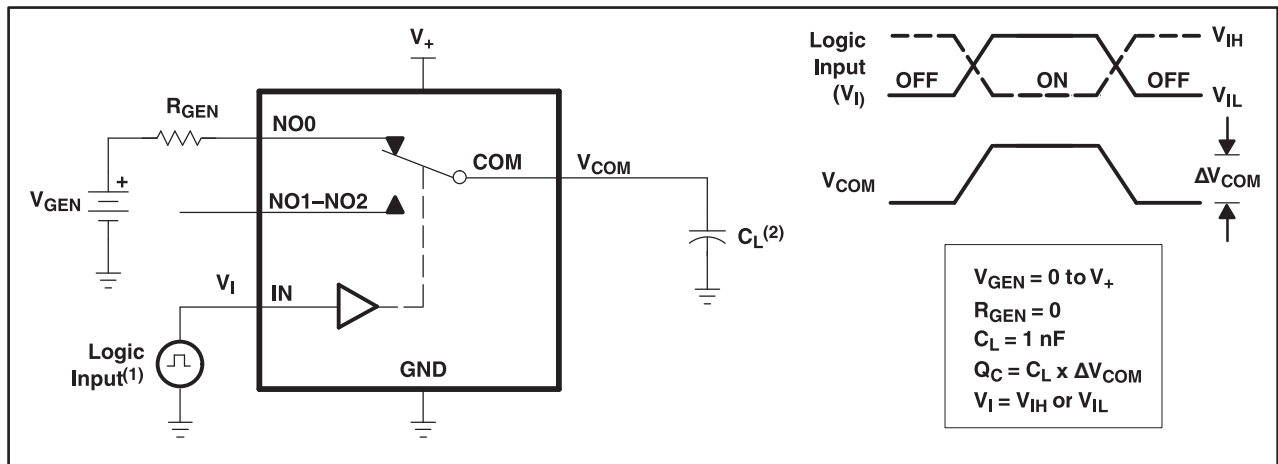 V+
RGEN
NO0
COM
VCOM
+
VGEN
NO1–NO2
CL(2)
VI
IN
Logic
Input(1)
GND
Logic
Input
(VI)
OFF
ON
OFF
VIH
VIL
VCOM
ΔVCOM
VGEN = 0 to V+
RGEN = 0
CL = 1 nF
QC = CL x ΔVCOM
VI = VIH or VIL